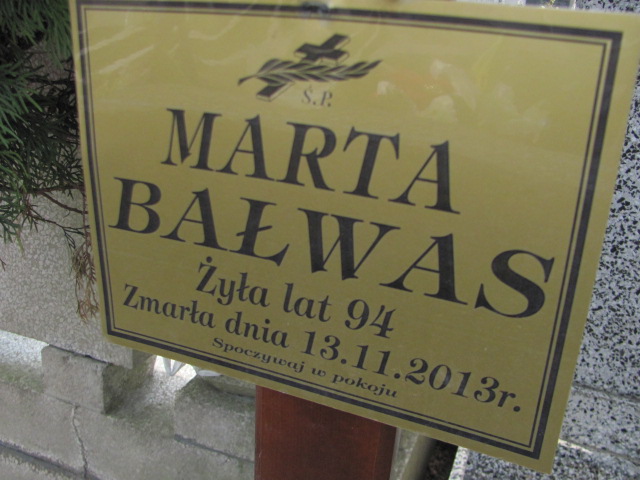 Ś.P.
MARTA
BAŁWAS
Żyła lat 94
Zmarła dnia 13.11.2013r.
Spoczywaj w pokoju